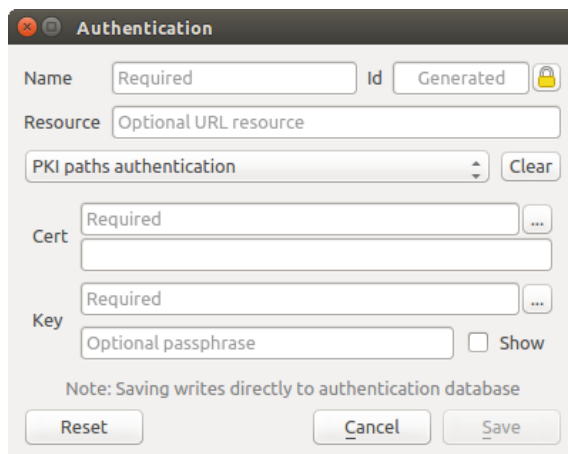 Authentication
Name Required Id Generated
Resource Optional URL resource
PKI paths authentication Clear
Required ...
Cert
Required ...
Key
Optional passphrase Show
Note: Saving writes directly to authentication database
Reset Cancel Save